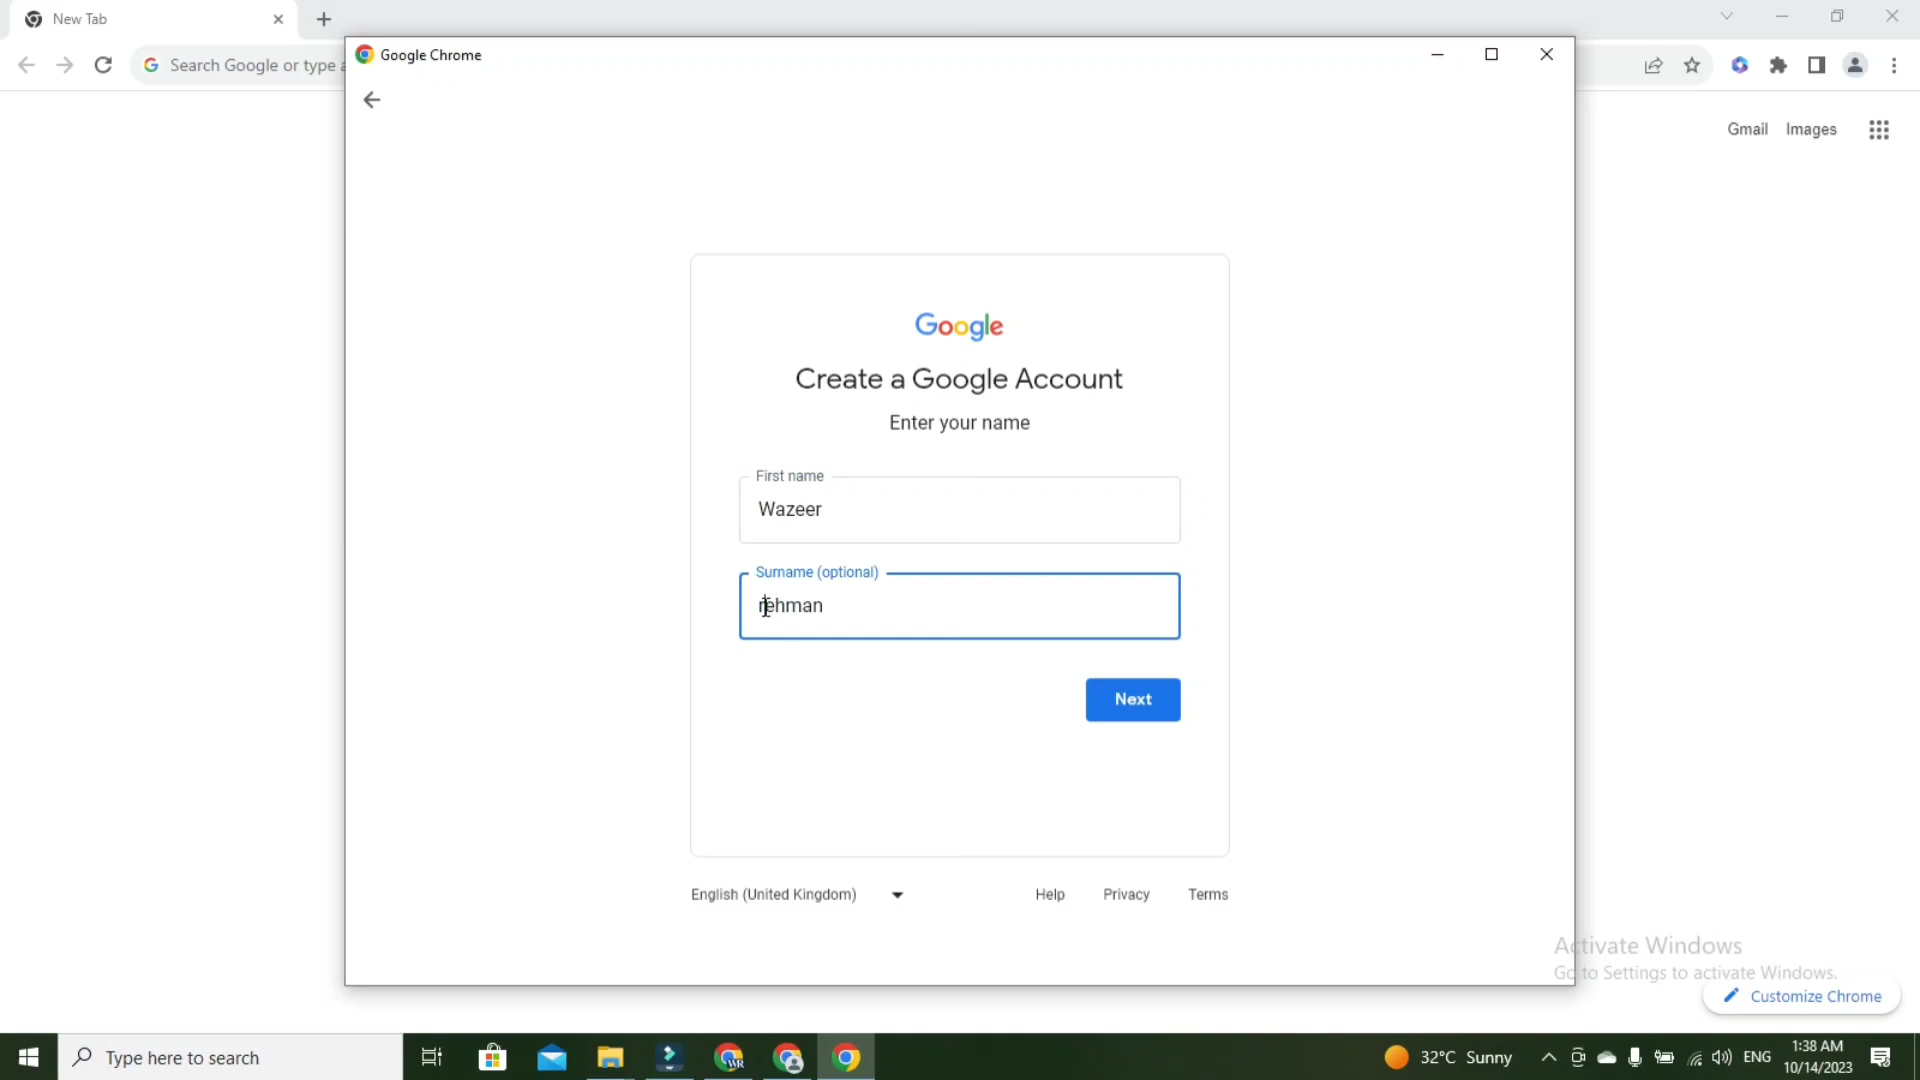 New Tab
Google Chrome
Search Google or type a
Gmail Images
Google
Create a Google Account
Enter your name
First name
Wazeer
Surname (optional)
rehman
Next
English (United Kingdom)
Help Privacy Terms
Activate Windows
Go to Settings to activate Windows.
Customize Chrome
Type here to search
WR
32°C Sunny
ENG
1:38 AM
10/14/2023